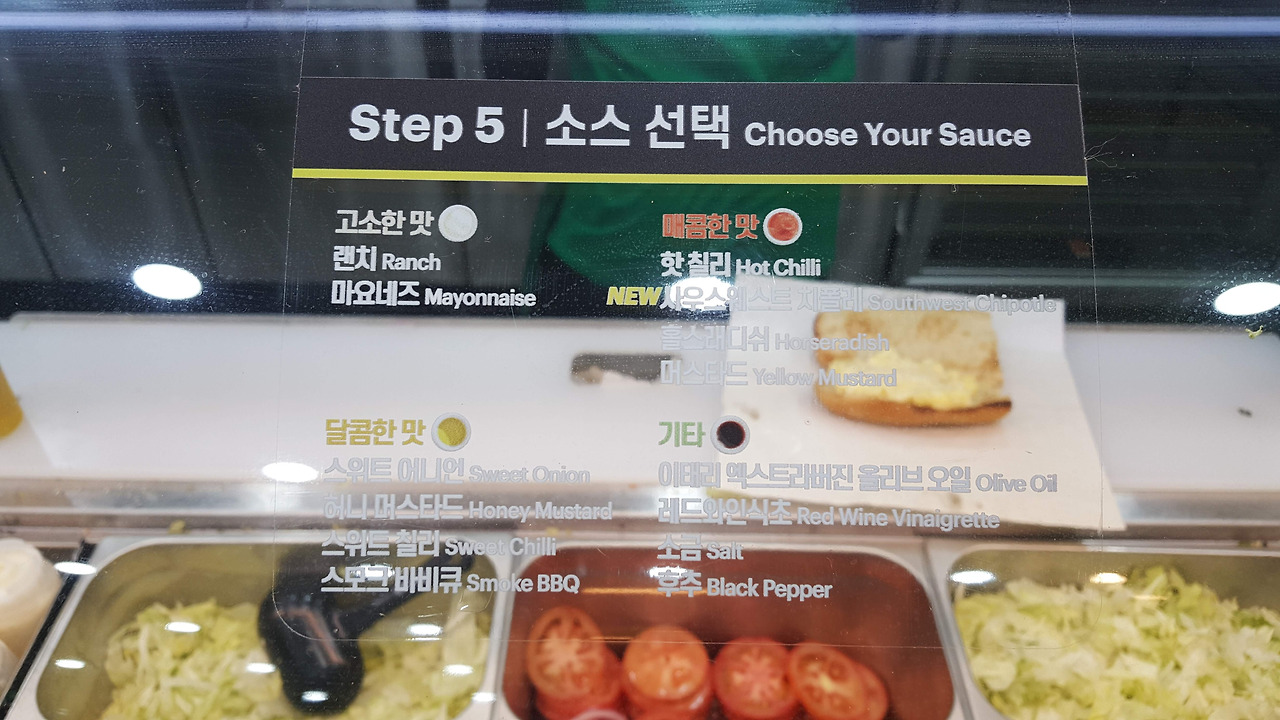 Step 5 | 소스 선택 Choose Your Sauce
고소한 맛
랜치 Ranch
마요네즈 Mayonnaise
매콤한 맛
핫 칠리 Hot Chilli
NEW 사우스웨스트 치폴레 Southwest Chipotle
홀스래디쉬 Horseradish
머스타드 Yellow Mustard
달콤한 맛
스위트 어니언 Sweet Onion
허니 머스타드 Honey Mustard
스위트 칠리 Sweet Chilli
스모크 바비큐 Smoke BBQ
기타
이태리 엑스트라버진 올리브 오일 Olive Oil
레드와인식초 Red Wine Vinaigrette
소금 Salt
후추 Black Pepper